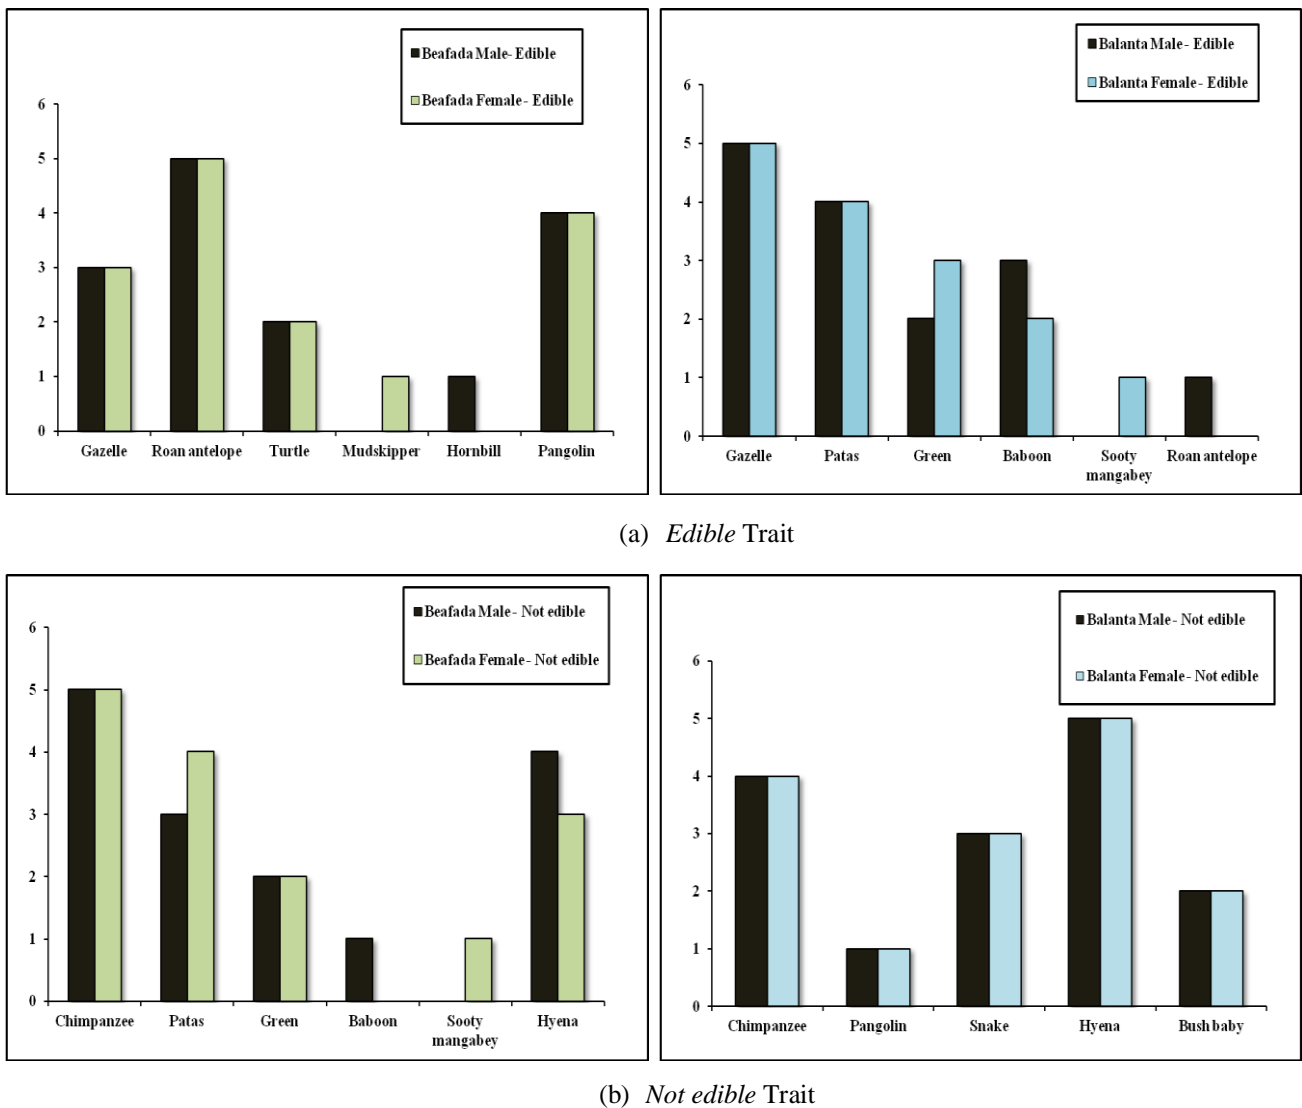 Beafada Male- Edible
Beafada Female - Edible
6
5
4
3
2
1
0
Gazelle Roan antelope Turtle Mudskipper Hornbill Pangolin
Balanta Male - Edible
Balanta Female - Edible
6
5
4
3
2
1
0
Gazelle Patas Green Baboon Sooty mangabey Roan antelope
(a) Edible Trait
Beafada Male - Not edible
Beafada Female - Not edible
6
5
4
3
2
1
0
Chimpanzee Patas Green Baboon Sooty mangabey Hyena
Balanta Male - Not edible
Balanta Female - Not edible
6
5
4
3
2
1
0
Chimpanzee Pangolin Snake Hyena Bush baby
(b) Not edible Trait